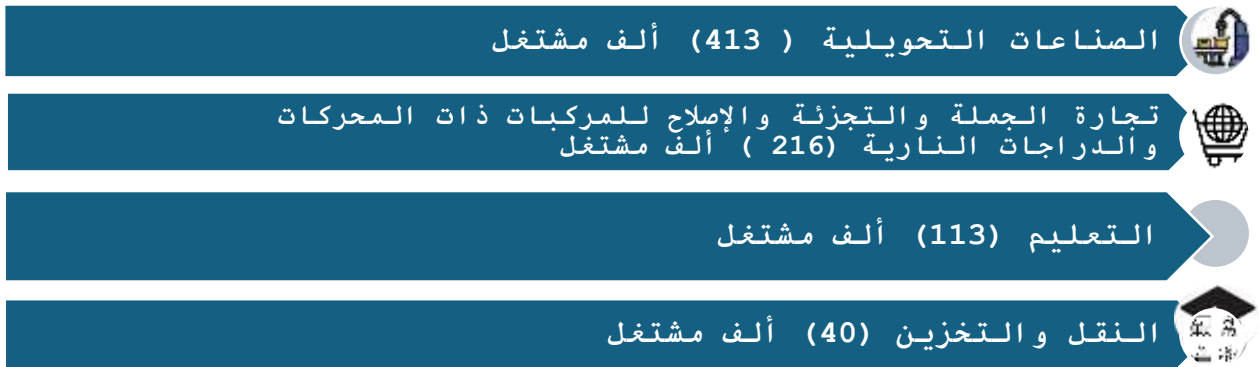 الصناعات التحويلية ( 413) ألف مشتغل
تجارة الجملة والتجزئة والإصلاح للمركبات ذات المحركات
والدراجات النارية (216 ) ألف مشتغل
التعليم (113) ألف مشتغل
النقل والتخزين (40) ألف مشتغل